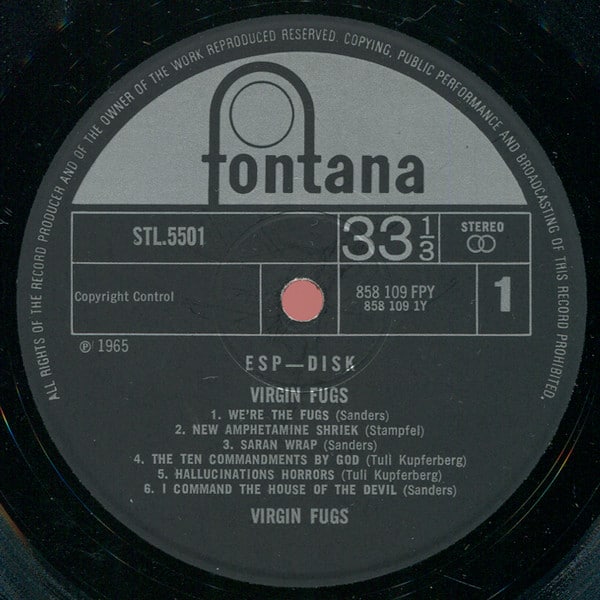 ALL RIGHTS OF THE RECORD PRODUCER AND OF THE OWNER OF THE WORK REPRODUCED RESERVED. COPYING, PUBLIC PERFORMANCE AND BROADCASTING OF THIS RECORD PROHIBITED.
fontana
STL.5501
33 1/3
STEREO
Copyright Control
858 109 FPY
858 109 1Y
1
℗ 1965
ESP—DISK
VIRGIN FUGS
1. WE'RE THE FUGS (Sanders)
2. NEW AMPHETAMINE SHRIEK (Stampfel)
3. SARAN WRAP (Sanders)
4. THE TEN COMMANDMENTS BY GOD (Tuli Kupferberg)
5. HALLUCINATIONS HORRORS (Tuli Kupferberg)
6. I COMMAND THE HOUSE OF THE DEVIL (Sanders)
VIRGIN FUGS